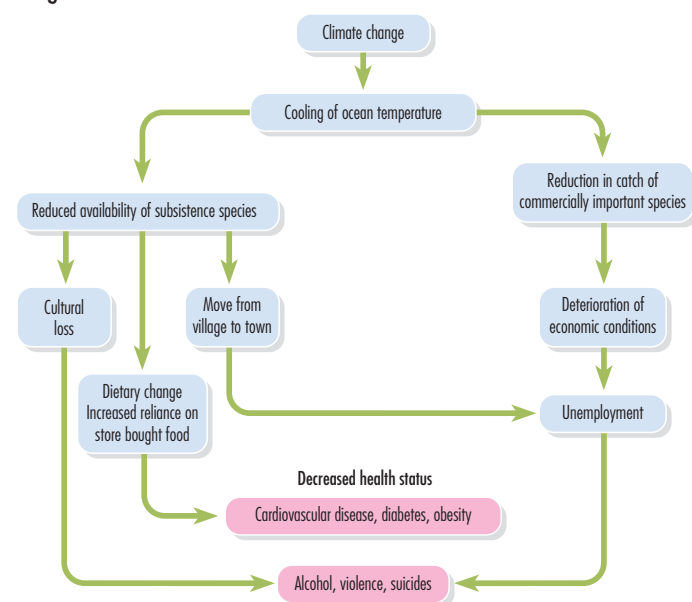 Climate change
Cooling of ocean temperature
Reduction in catch of
commercially important species
Reduced availability of subsistence species
Cultural
loss
Move from
village to town
Deterioration of
economic conditions
Dietary change
Increased reliance on
store bought food
Unemployment
Decreased health status
Cardiovascular disease, diabetes, obesity
Alcohol, violence, suicides